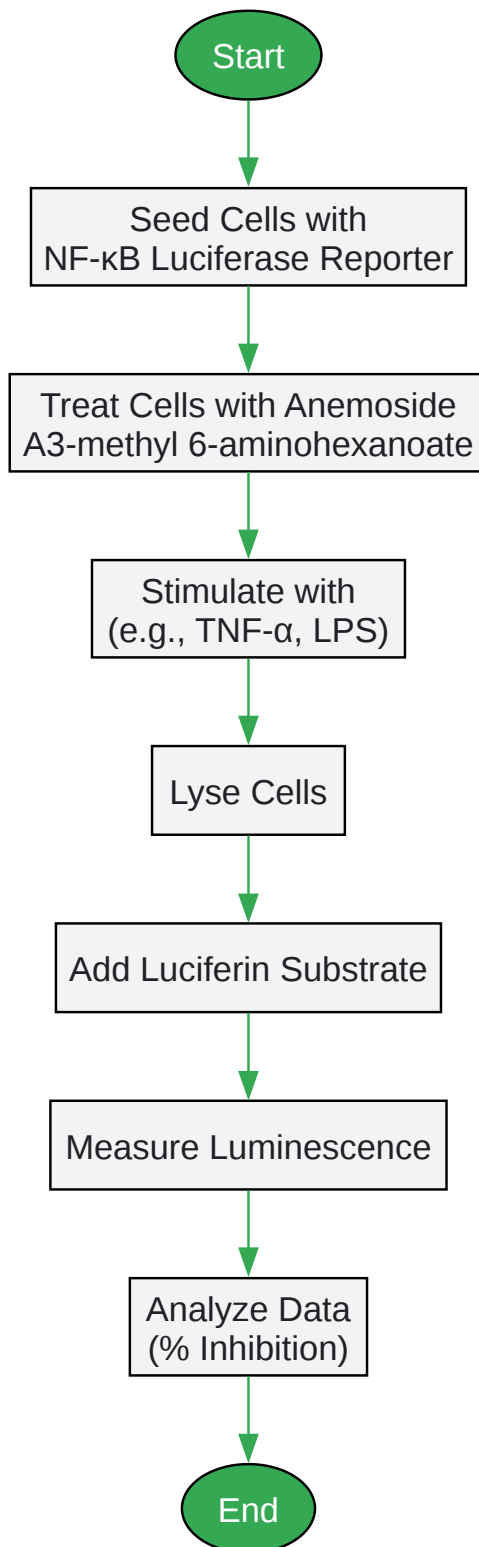 Start
Seed Cells with
NF-κB Luciferase Reporter
Treat Cells with Anemoside
A3-methyl 6-aminohexanoate
Stimulate with
(e.g., TNF-α, LPS)
Lyse Cells
Add Luciferin Substrate
Measure Luminescence
Analyze Data
(% Inhibition)
End